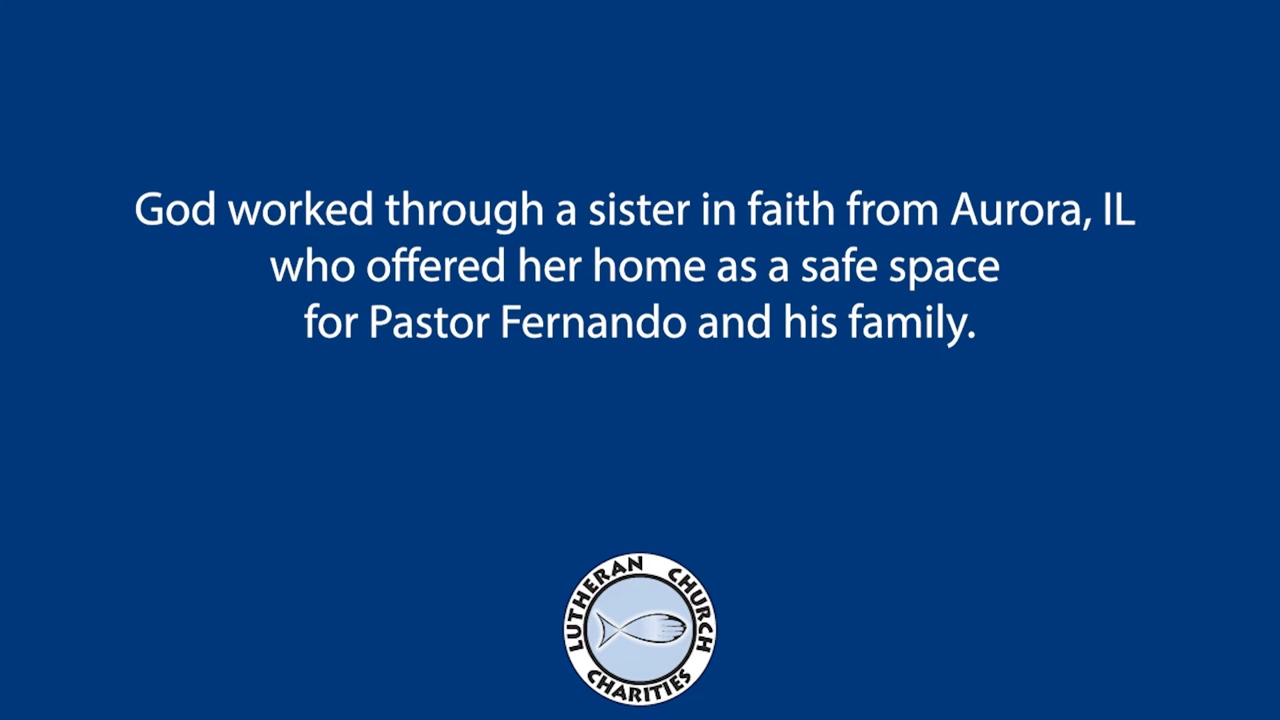 God worked through a sister in faith from Aurora, IL
who offered her home as a safe space
for Pastor Fernando and his family.
LUTHERAN CHURCH
CHARITIES